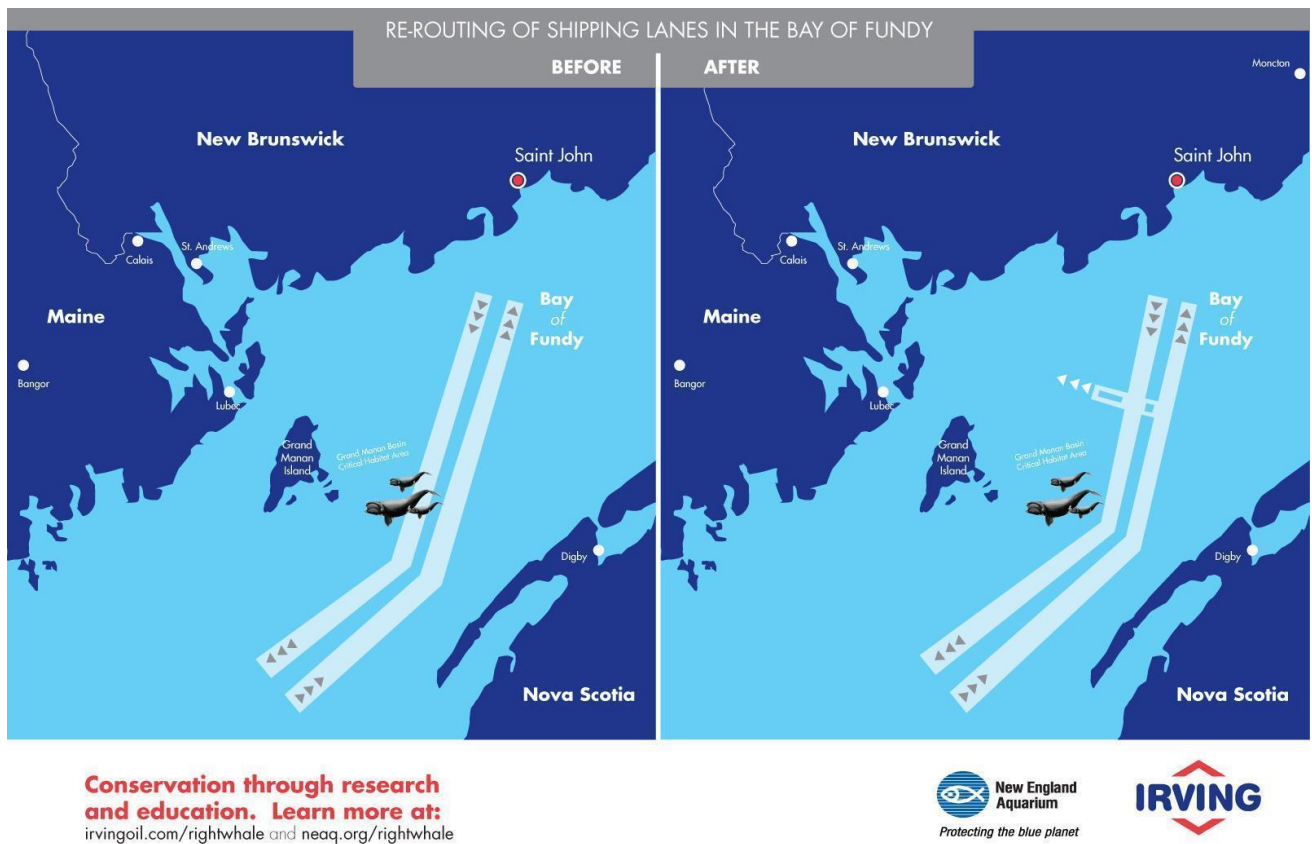 RE-ROUTING OF SHIPPING LANES IN THE BAY OF FUNDY
BEFORE
AFTER
New Brunswick
Saint John
St. Andrews
Calais
Maine
Bay
of
Fundy
Bangor
Lubec
Grand
Manan
Island
Grand Manan Basin
Critical Habitat Area
Digby
Nova Scotia
Moncton
New Brunswick
Saint John
St. Andrews
Calais
Maine
Bay
of
Fundy
Bangor
Lubec
Grand
Manan
Island
Grand Manan Basin
Critical Habitat Area
Digby
Nova Scotia
Conservation through research
and education. Learn more at:
irvingoil.com/rightwhale and neaq.org/rightwhale
New England
Aquarium
Protecting the blue planet
IRVING